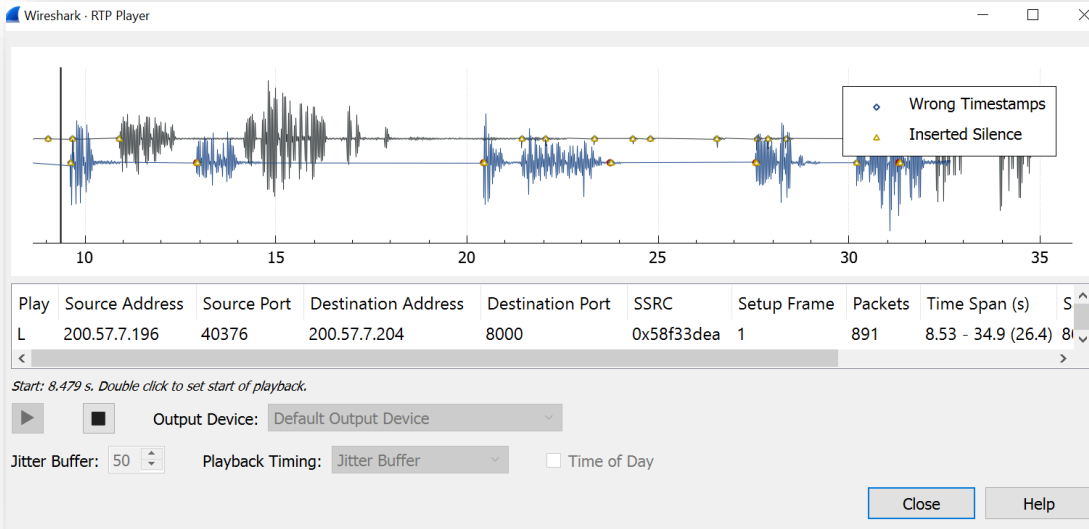 Wireshark · RTP Player
Wrong Timestamps
Inserted Silence
10 15 20 25 30 35
Play Source Address Source Port Destination Address Destination Port SSRC Setup Frame Packets Time Span (s) S
L 200.57.7.196 40376 200.57.7.204 8000 0x58f33dea 1 891 8.53 - 34.9 (26.4)
Start: 8.479 s. Double click to set start of playback.
Output Device: Default Output Device
Jitter Buffer: 50 Playback Timing: Jitter Buffer Time of Day
Close Help